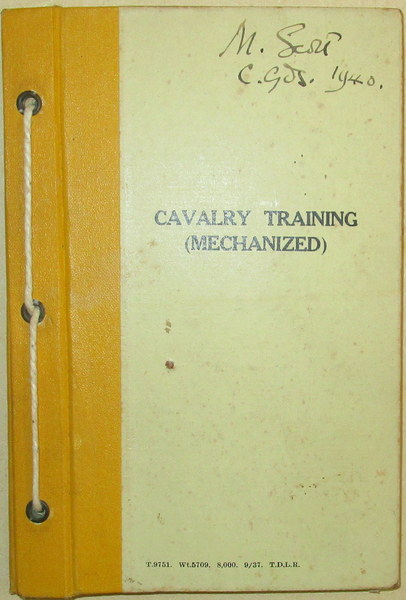 M. Scott
C. Gds. 1940.
CAVALRY TRAINING
(MECHANIZED)
T.9751. Wt.5709. 8,000. 9/37. T.D.L.R.